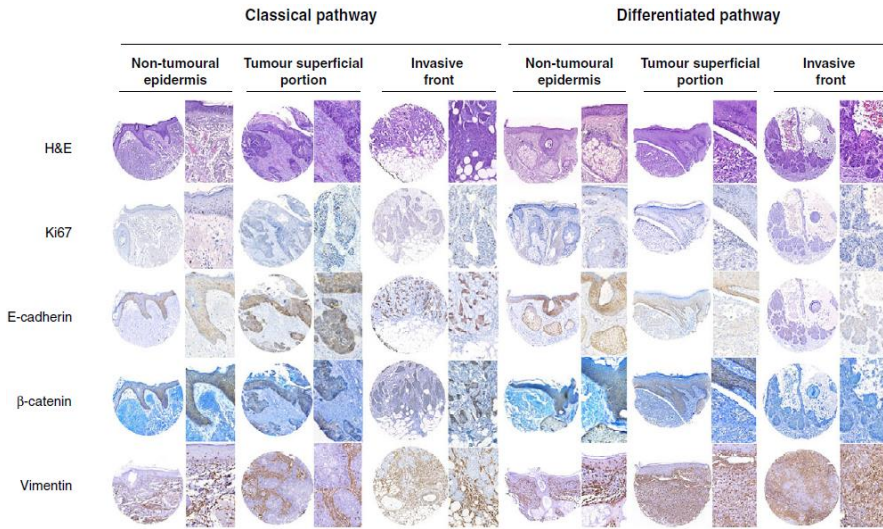 Classical pathway
Differentiated pathway
Non-tumoural
epidermis
Tumour superficial
portion
Invasive
front
Non-tumoural
epidermis
Tumour superficial
portion
Invasive
front
H&E
Ki67
E-cadherin
β-catenin
Vimentin